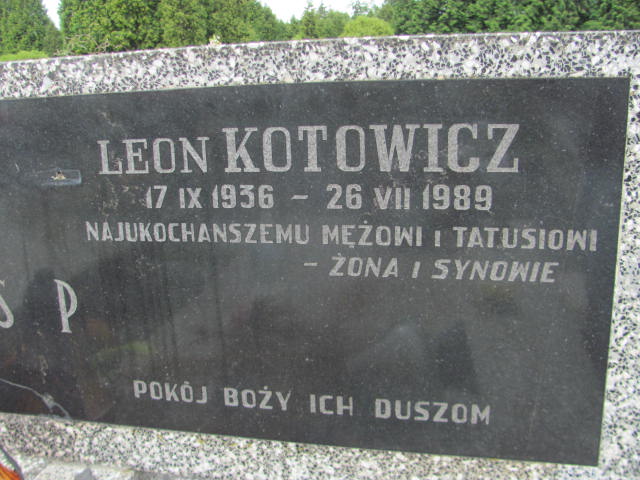 LEON KOTOWICZ
17 IX 1936 - 26 VII 1989
NAJUKOCHANSZEMU MĘŻOWI I TATUSIOWI
- ŻONA I SYNOWIE
Ś P
POKÓJ BOŻY ICH DUSZOM